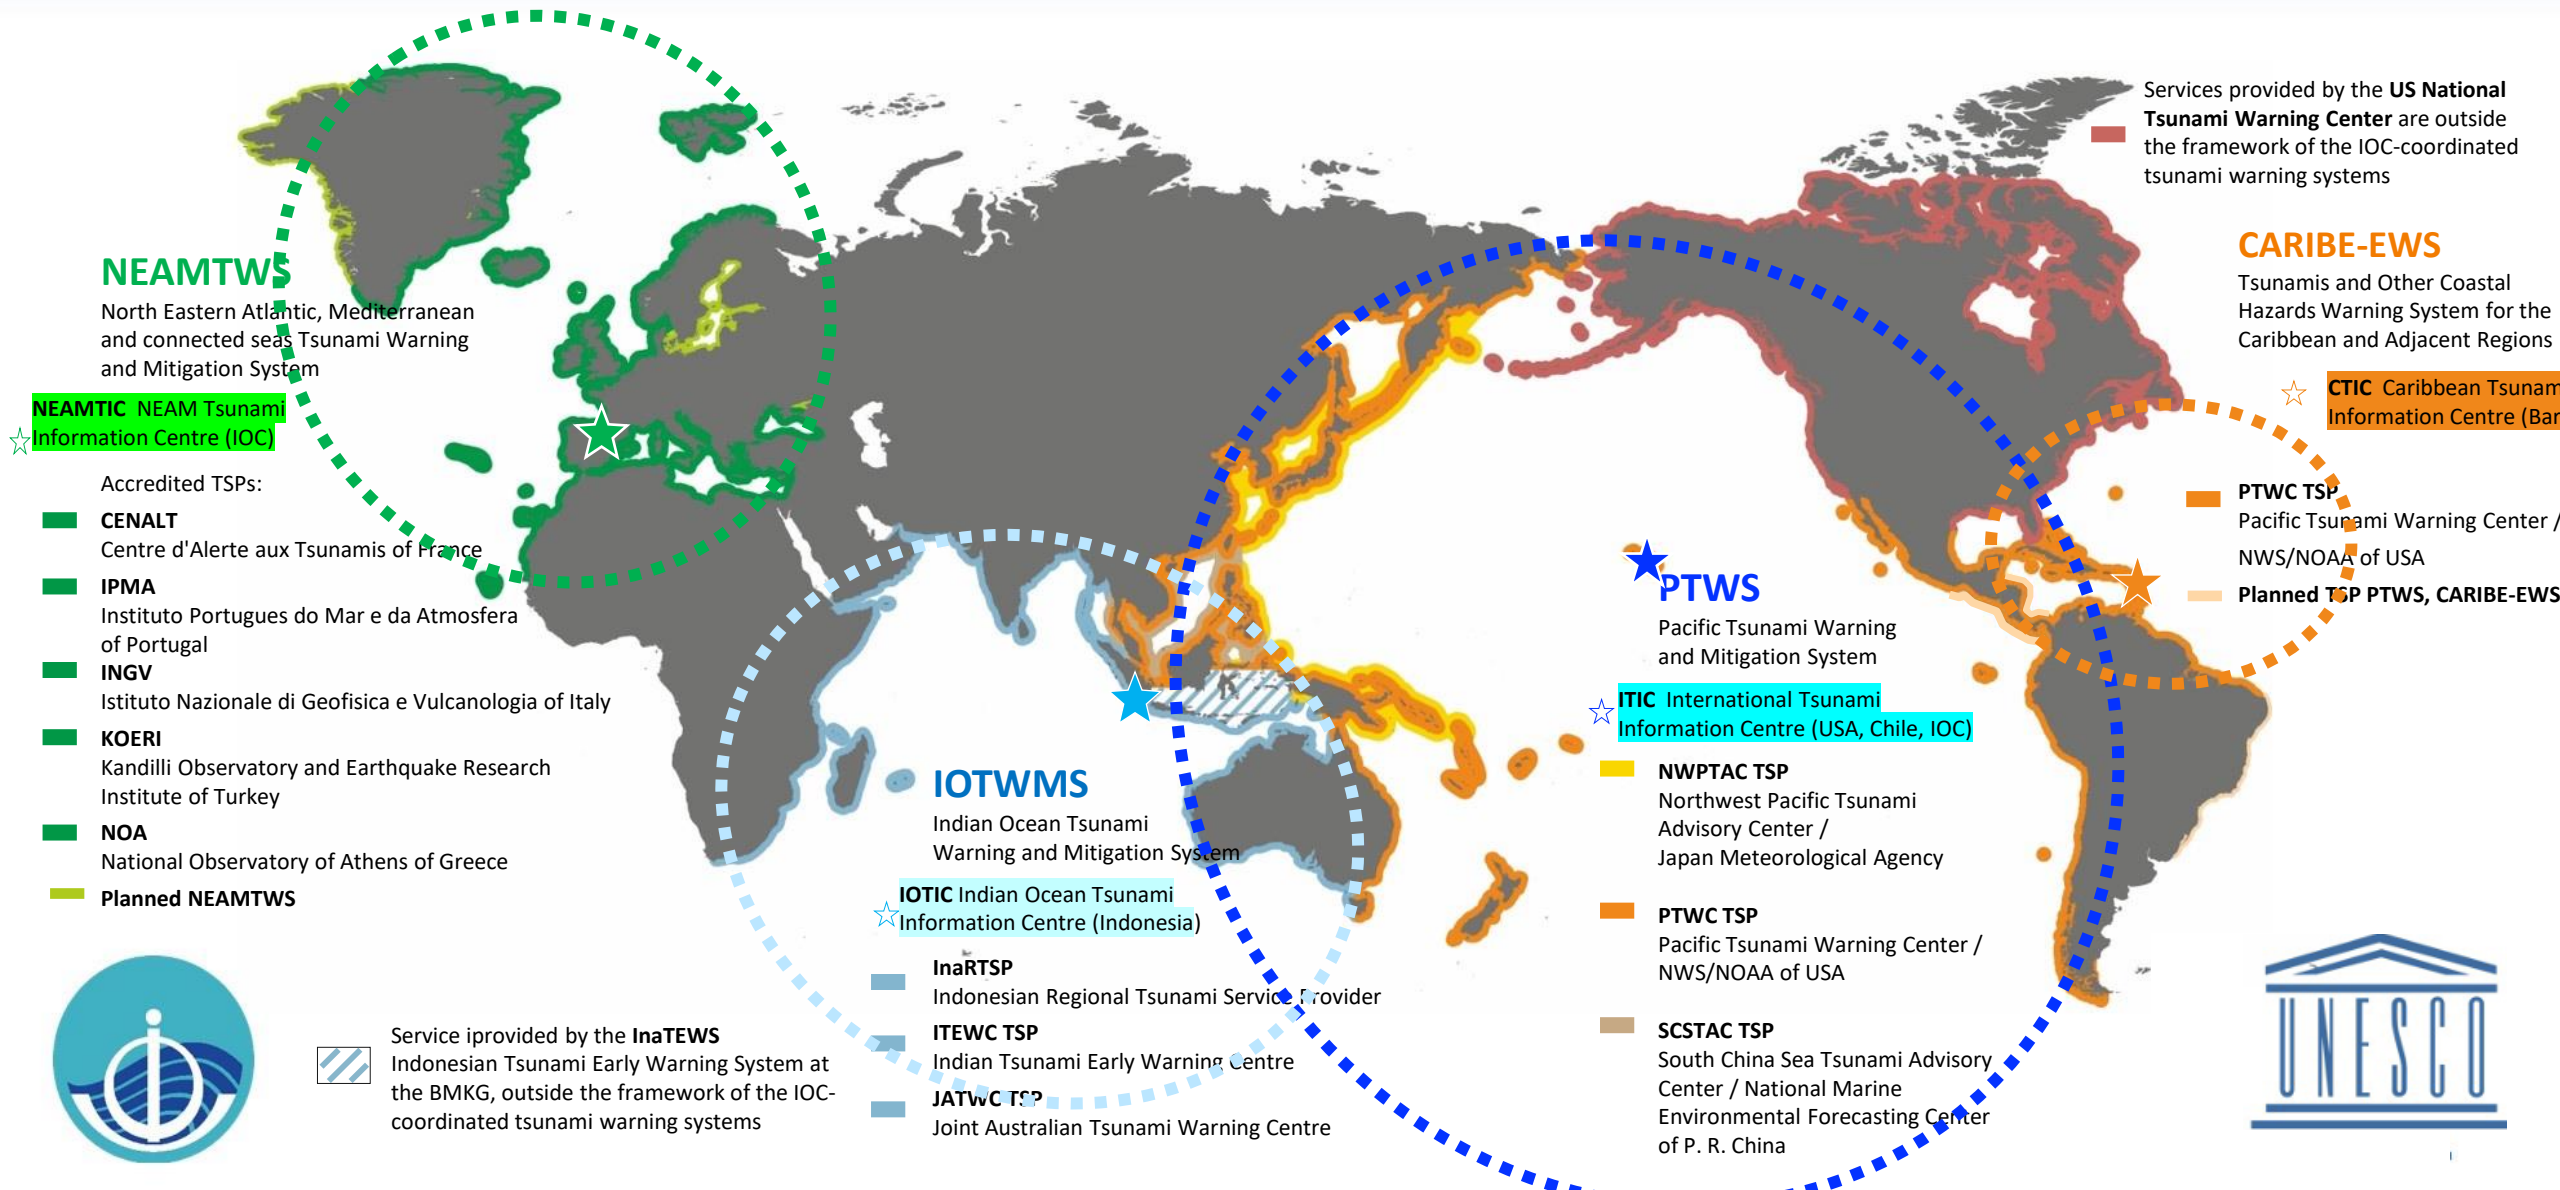 NEAMTWS
North Eastern Atlantic, Mediterranean
and connected seas Tsunami Warning
and Mitigation System
NEAMTIC NEAM Tsunami
Information Centre (IOC)
Accredited TSPs:
CENALT
Centre d'Alerte aux Tsunamis of France
IPMA
Instituto Portugues do Mar e da Atmosfera
of Portugal
INGV
Istituto Nazionale di Geofisica e Vulcanologia of Italy
KOERI
Kandilli Observatory and Earthquake Research
Institute of Turkey
NOA
National Observatory of Athens of Greece
Planned NEAMTWS
Service iprovided by the InaTEWS
Indonesian Tsunami Early Warning System at
the BMKG, outside the framework of the IOC-
coordinated tsunami warning systems
IOTWMS
Indian Ocean Tsunami
Warning and Mitigation System
IOTIC Indian Ocean Tsunami
Information Centre (Indonesia)
InaRTSP
Indonesian Regional Tsunami Service Provider
ITEWC TSP
Indian Tsunami Early Warning Centre
JATWC TSP
Joint Australian Tsunami Warning Centre
PTWS
Pacific Tsunami Warning
and Mitigation System
ITIC International Tsunami
Information Centre (USA, Chile, IOC)
NWPTAC TSP
Northwest Pacific Tsunami
Advisory Center /
Japan Meteorological Agency
PTWC TSP
Pacific Tsunami Warning Center /
NWS/NOAA of USA
SCSTAC TSP
South China Sea Tsunami Advisory
Center / National Marine
Environmental Forecasting Center
of P. R. China
Services provided by the US National
Tsunami Warning Center are outside
the framework of the IOC-coordinated
tsunami warning systems
CARIBE-EWS
Tsunamis and Other Coastal
Hazards Warning System for the
Caribbean and Adjacent Regions
CTIC Caribbean
Information Centre
PTWC TSP
Pacific Tsunami Warning Center /
NWS/NOAA of USA
Planned TSP PTWS, CARIBE-EWS
UNESCO